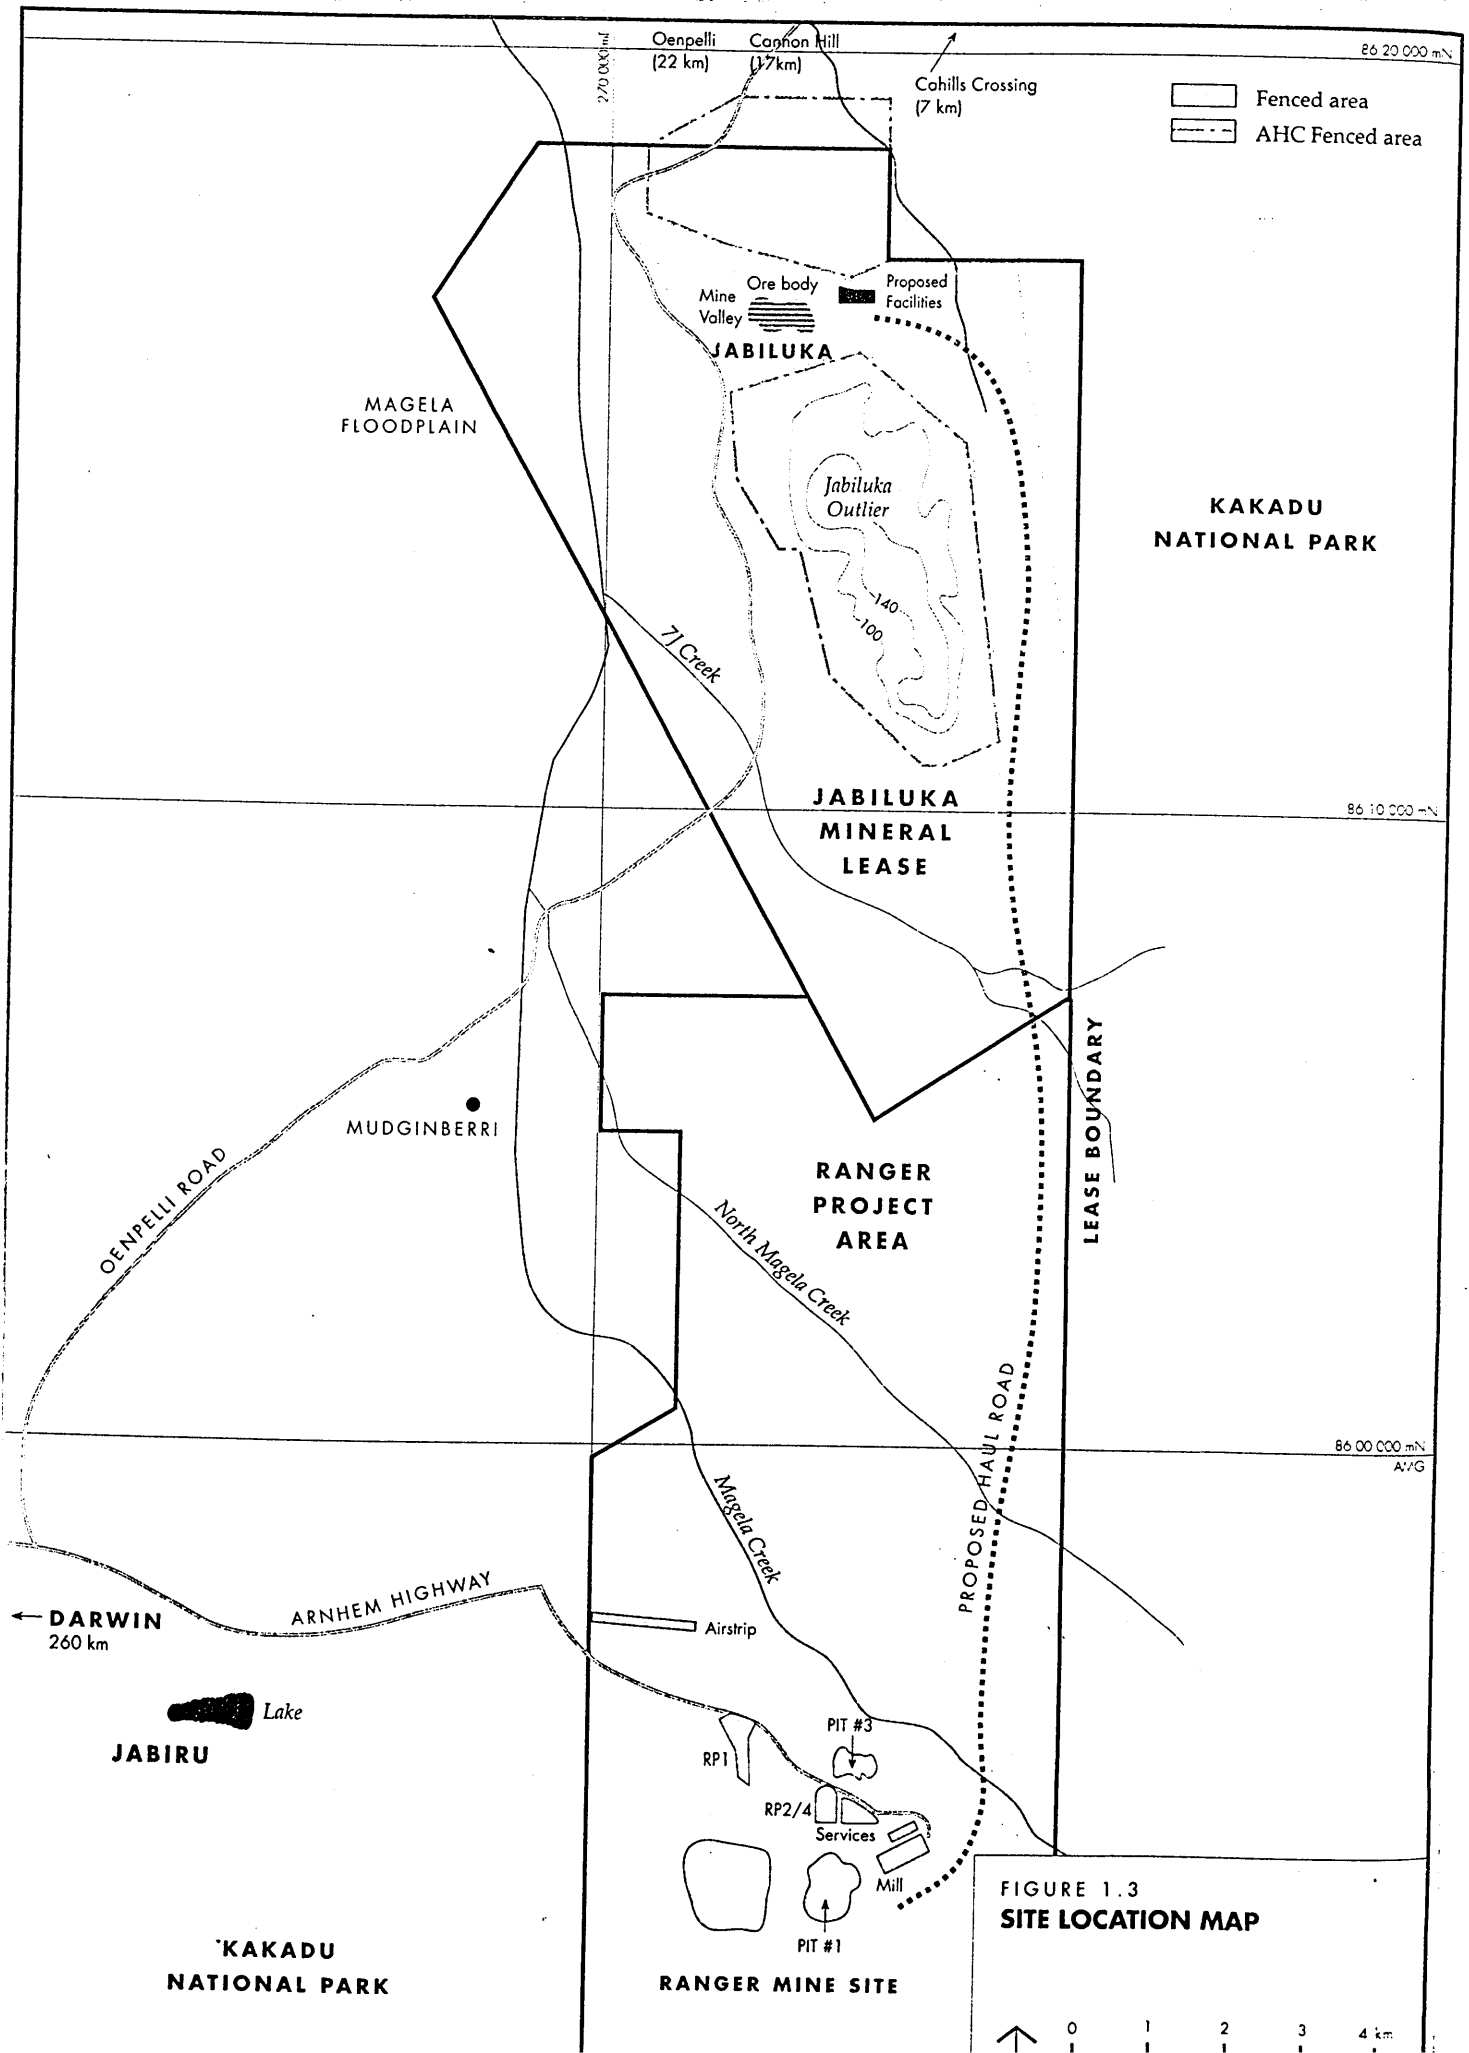 Oenpelli
(22 km)
Cannon Hill
(17km)
86 20 000 mN
270 000 mE
Cahills Crossing
(7 km)
Fenced area
AHC Fenced area
Ore body
Mine
Valley
Proposed
Facilities
JABILUKA
MAGELA
FLOODPLAIN
Jabiluka
Outlier
KAKADU
NATIONAL PARK
140
100
7J Creek
JABILUKA
MINERAL
LEASE
86 10 000 mN
LEASE BOUNDARY
MUDGINBERRI
OENPELLI ROAD
RANGER
PROJECT
AREA
North Magela Creek
PROPOSED HAUL ROAD
86 00 000 mN
AMG
Magela Creek
ARNHEM HIGHWAY
DARWIN
260 km
Airstrip
Lake
JABIRU
PIT #3
RP1
RP2/4
Services
Mill
PIT #1
FIGURE 1.3
SITE LOCATION MAP
KAKADU
NATIONAL PARK
RANGER MINE SITE
0 1 2 3 4 km